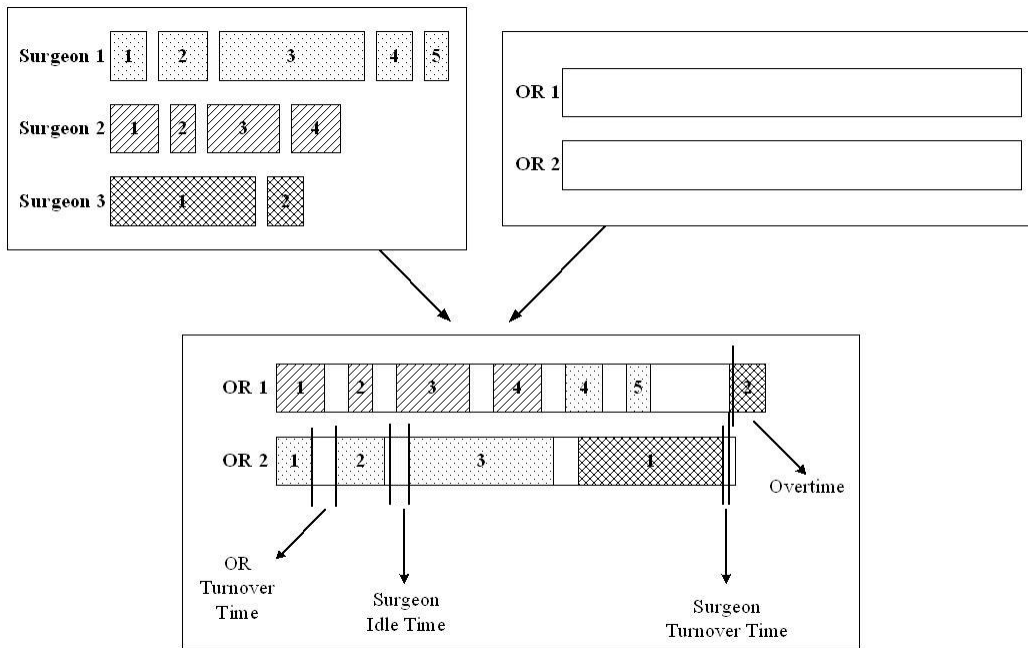 Surgeon 1 1 2 3 4 5
Surgeon 2 1 2 3 4
Surgeon 3 1 2
OR 1
OR 2
OR 1 1 2 3 4 4 5 2
OR 2 1 2 3 1
Overtime
OR
Turnover
Time
Surgeon
Idle Time
Surgeon
Turnover Time